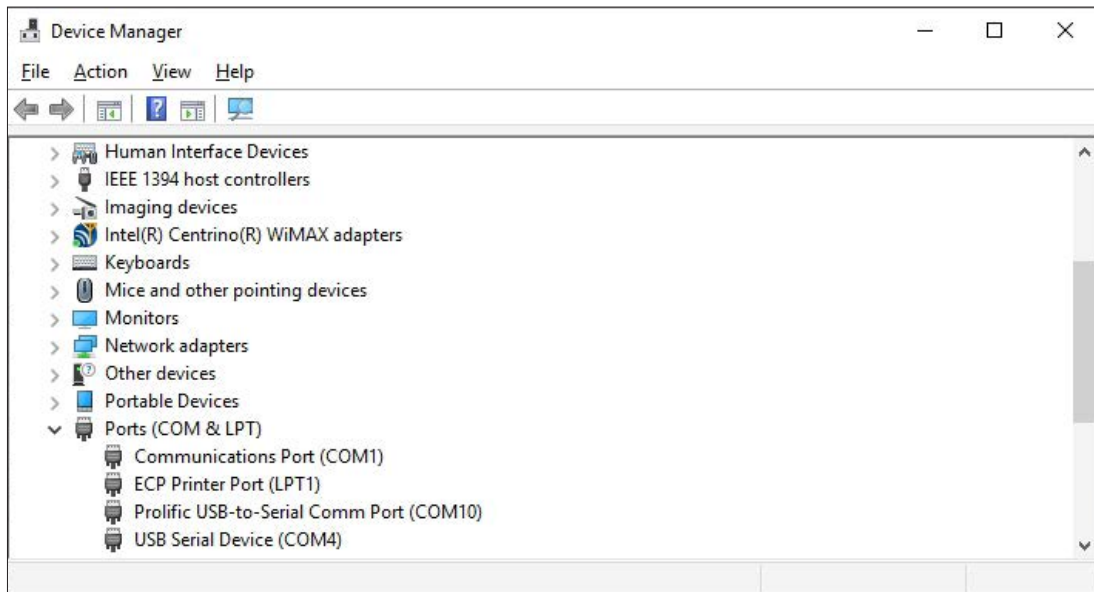 Device Manager
File Action View Help
Human Interface Devices
IEEE 1394 host controllers
Imaging devices
Intel(R) Centrino(R) WiMAX adapters
Keyboards
Mice and other pointing devices
Monitors
Network adapters
Other devices
Portable Devices
Ports (COM & LPT)
Communications Port (COM1)
ECP Printer Port (LPT1)
Prolific USB-to-Serial Comm Port (COM10)
USB Serial Device (COM4)